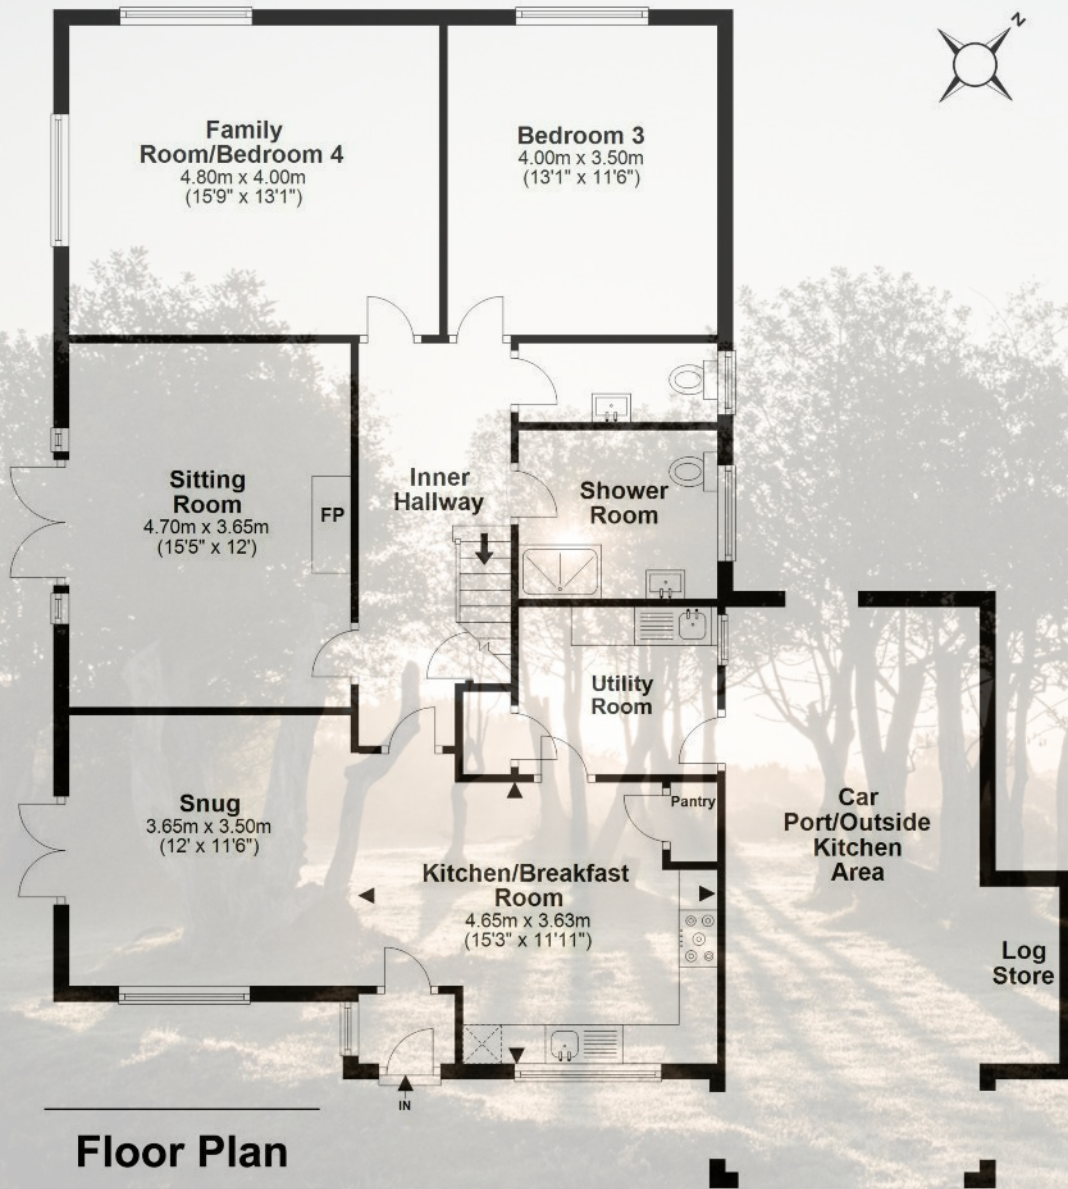 N
Family
Room/Bedroom 4
4.80m x 4.00m
(15'9" x 13'1")
Bedroom 3
4.00m x 3.50m
(13'1" x 11'6")
Sitting
Room
4.70m x 3.65m
(15'5" x 12')
FP
Inner
Hallway
Shower
Room
Utility
Room
Pantry
Snug
3.65m x 3.50m
(12' x 11'6")
Kitchen/Breakfast
Room
4.65m x 3.63m
(15'3" x 11'11")
Car
Port/Outside
Kitchen
Area
Log
Store
IN
Floor Plan